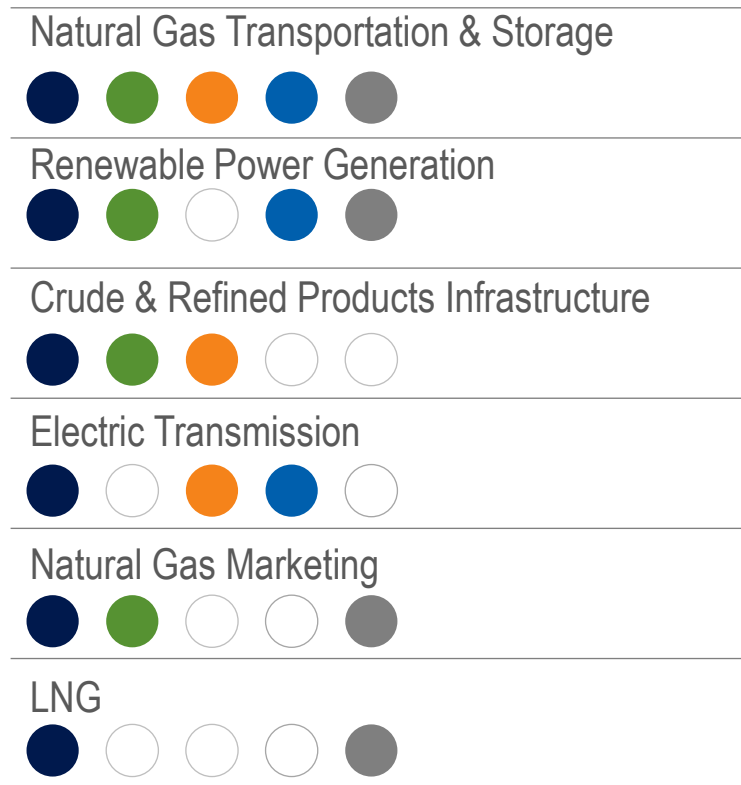 Natural Gas Transportation & Storage
Renewable Power Generation
Crude & Refined Products Infrastructure
Electric Transmission
Natural Gas Marketing
LNG